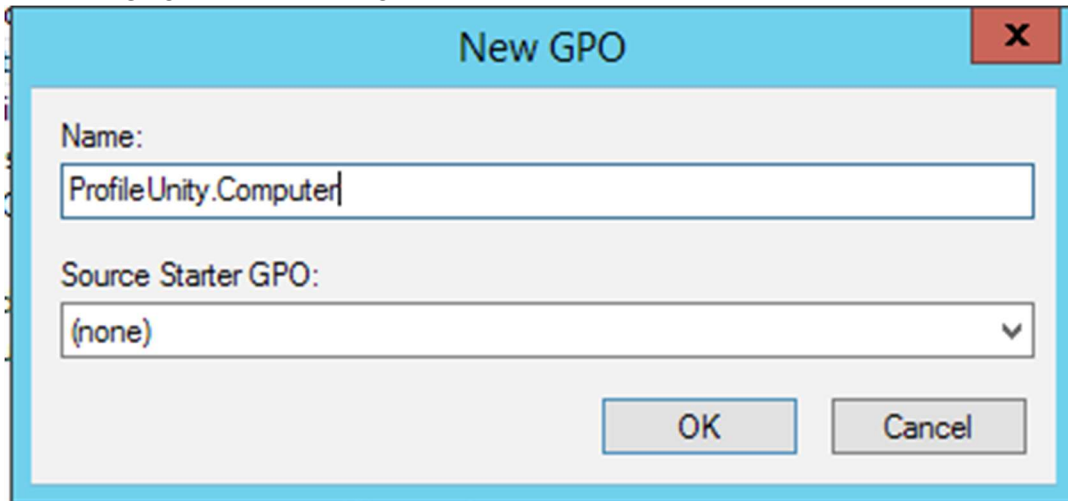 New GPO
x
Name:
ProfileUnity.Computer
Source Starter GPO:
(none)
OK Cancel